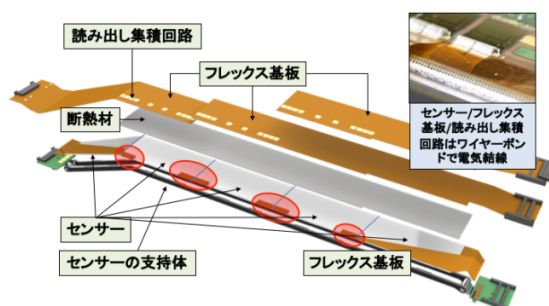 読み出し集積回路
フレックス基板
断熱材
センサー/フレックス
基板/読み出し集積
回路はワイヤーボン
ドで電気結線
センサー
センサーの支持体
フレックス基板